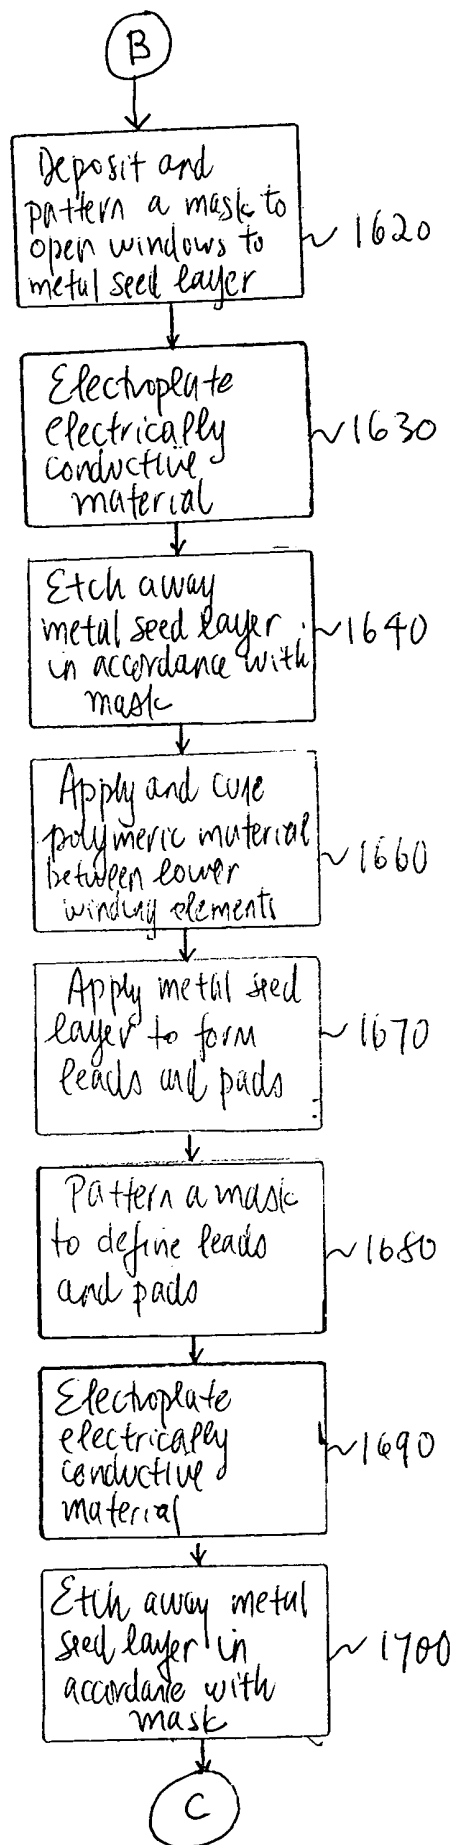 B
Deposit and
pattern a mask to
open windows to
metal seed layer
1620
Electroplate
electrically
conductive
material
1630
Etch away
metal seed layer
in accordance with
mask
1640
Apply and cure
polymeric material
between lower
winding elements
1660
Apply metal seed
layer to form
leads and pads
1670
Pattern a mask
to define leads
and pads
1680
Electroplate
electrically
conductive
material
1690
Etch away metal
seed layer in
accordance with
mask
1700
C